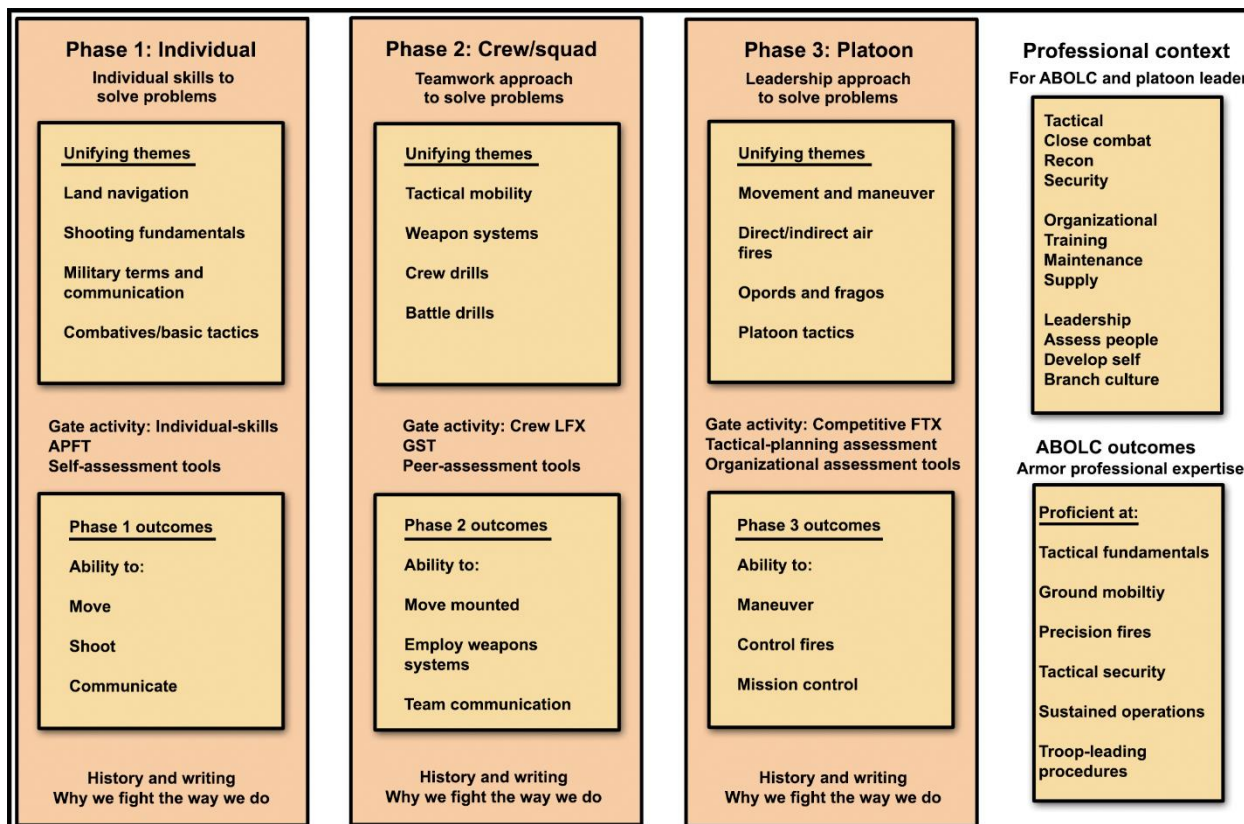 Phase 1: Individual
Individual skills to
solve problems
Unifying themes
Land navigation
Shooting fundamentals
Military terms and
communication
Combatives/basic tactics
Gate activity: Individual-skills
APFT
Self-assessment tools
Phase 1 outcomes
Ability to:
Move
Shoot
Communicate
History and writing
Why we fight the way we do
Phase 2: Crew/squad
Teamwork approach
to solve problems
Unifying themes
Tactical mobility
Weapon systems
Crew drills
Battle drills
Gate activity: Crew LFX
GST
Peer-assessment tools
Phase 2 outcomes
Ability to:
Move mounted
Employ weapons
systems
Team communication
History and writing
Why we fight the way we do
Phase 3: Platoon
Leadership approach
to solve problems
Unifying themes
Movement and maneuver
Direct/indirect air
fires
Opords and fragos
Platoon tactics
Gate activity: Competitive FTX
Tactical-planning assessment
Organizational assessment tools
Phase 3 outcomes
Ability to:
Maneuver
Control fires
Mission control
History and writing
Why we fight the way we do
Professional context
For ABOLC and platoon leader
Tactical
Close combat
Recon
Security
Organizational
Training
Maintenance
Supply
Leadership
Assess people
Develop self
Branch culture
ABOLC outcomes
Armor professional expertise
Proficient at:
Tactical fundamentals
Ground mobiltiy
Precision fires
Tactical security
Sustained operations
Troop-leading
procedures